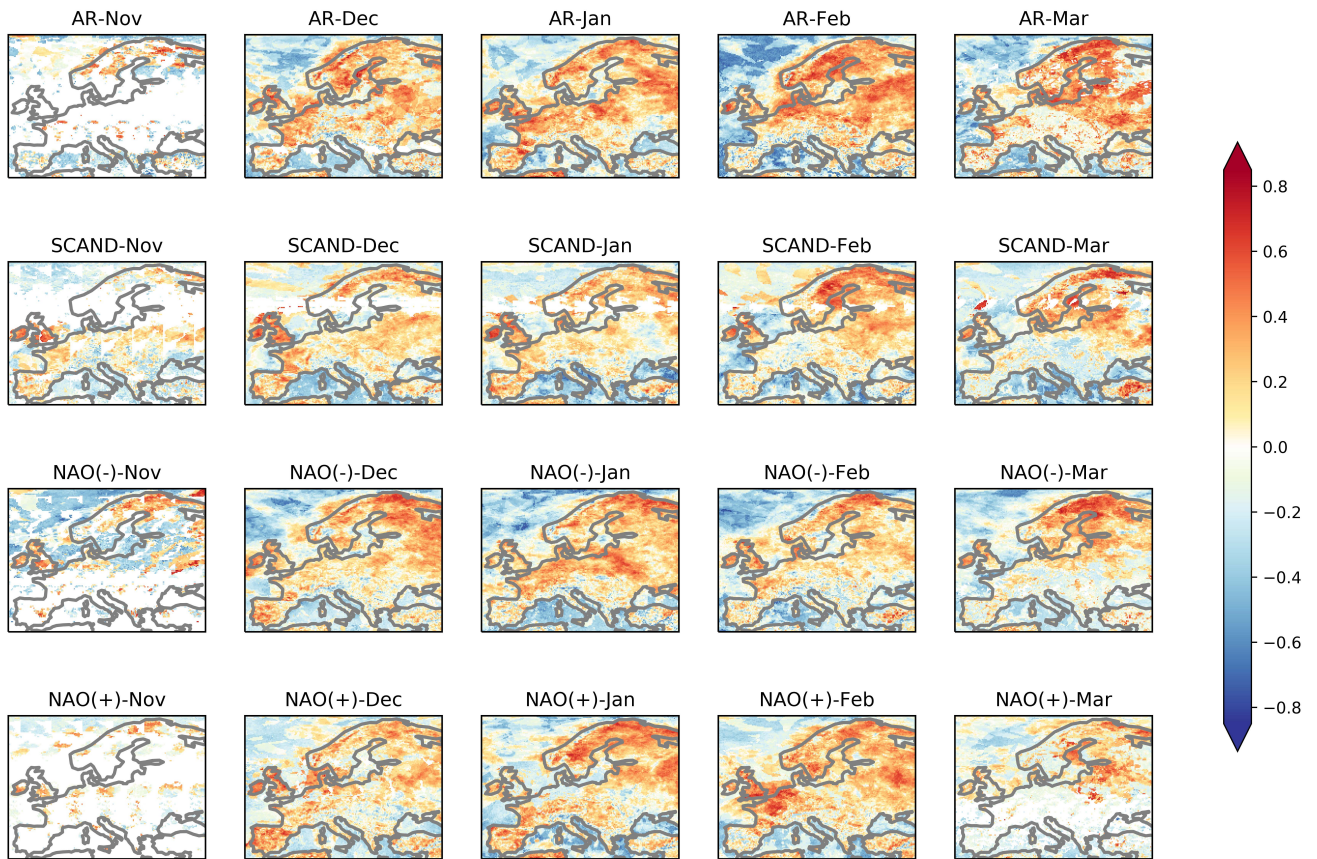 AR-Nov
AR-Dec
AR-Jan
AR-Feb
AR-Mar
SCAND-Nov
SCAND-Dec
SCAND-Jan
SCAND-Feb
SCAND-Mar
NAO(-)-Nov
NAO(-)-Dec
NAO(-)-Jan
NAO(-)-Feb
NAO(-)-Mar
NAO(+)-Nov
NAO(+)-Dec
NAO(+)-Jan
NAO(+)-Feb
NAO(+)-Mar
0.8
0.6
0.4
0.2
0.0
−0.2
−0.4
−0.6
−0.8